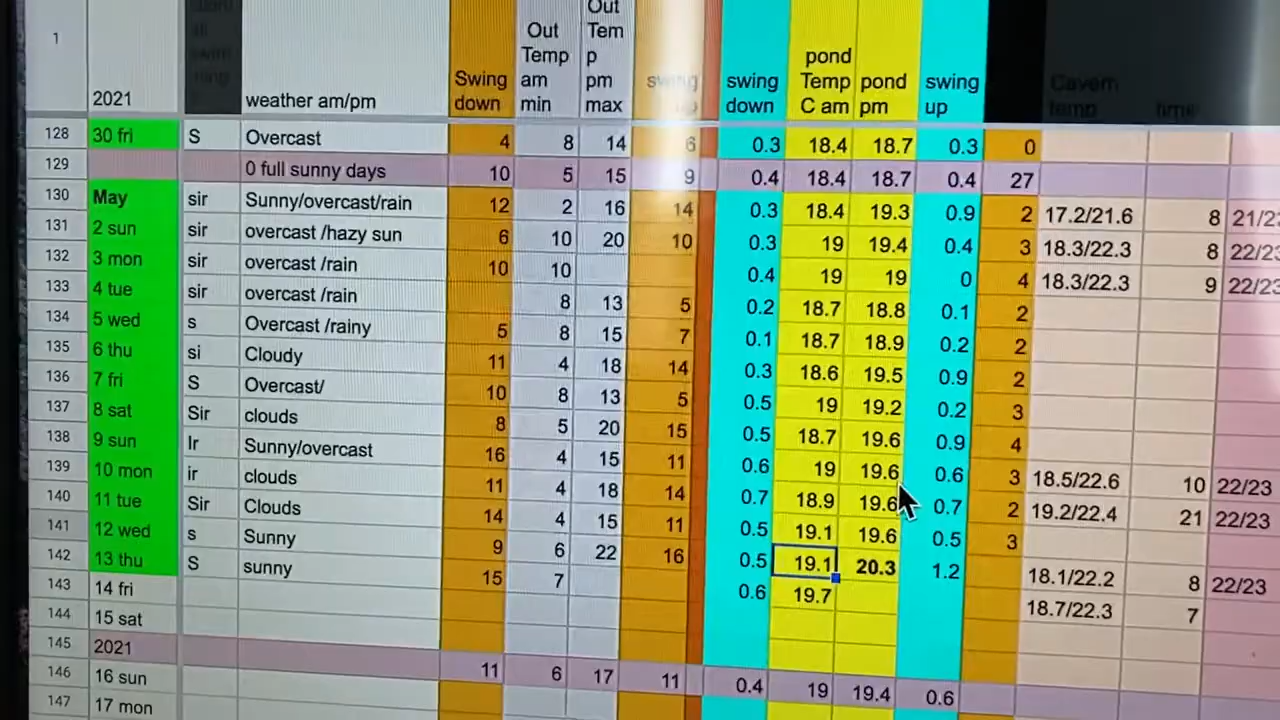 1 2021 weather am/pm Swing down Out Temp am min Out Tem p pm max swing up swing down pond Temp C am pond pm swing up Cavern temp time
128 30 fri S Overcast 4 8 14 6 0.3 18.4 18.7 0.3 0
129 0 full sunny days 10 5 15 9 0.4 18.4 18.7 0.4 27
130 May sir Sunny/overcast/rain 12 2 16 14 0.3 18.4 19.3 0.9 2 17.2/21.6 8
131 2 sun sir overcast /hazy sun 6 10 20 10 0.3 19 19.4 0.4 3 18.3/22.3 8
132 3 mon sir overcast /rain 10 10 0.4 19 19 0 4 18.3/22.3 9
133 4 tue sir overcast /rain 8 13 5 0.2 18.7 18.8 0.1 2
134 5 wed s Overcast /rainy 5 8 15 7 0.1 18.7 18.9 0.2 2
135 6 thu si Cloudy 11 4 18 14 0.3 18.6 19.5 0.9 2
136 7 fri S Overcast/ 10 8 13 5 0.5 19 19.2 0.2 3
137 8 sat Sir clouds 8 5 20 15 0.5 18.7 19.6 0.9 4
138 9 sun Ir Sunny/overcast 16 4 15 11 0.6 19 19.6 0.6 3 18.5/22.6 10 22/23
139 10 mon ir clouds 11 4 18 14 0.7 18.9 19.6 0.7 2 19.2/22.4 21 22/23
140 11 tue Sir Clouds 14 4 15 11 0.5 19.1 19.6 0.5 3
141 12 wed s Sunny 9 6 22 16 0.5 19.1 20.3 1.2 18.1/22.2 8 22/23
142 13 thu S sunny 15 7 0.6 19.7 18.7/22.3 7
143 14 fri
144 15 sat
145 2021 11 6 17 11 0.4 19 19.4 0.6
146 16 sun
147 17 mon